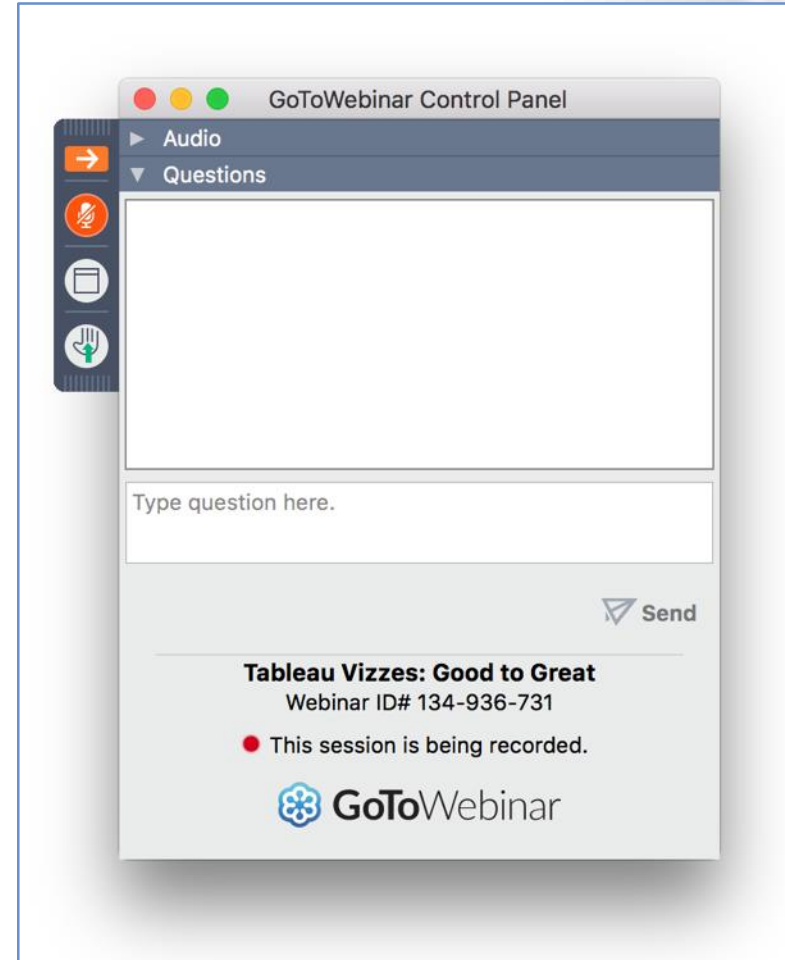 GoToWebinar Control Panel
Audio
Questions
Type question here.
Send
Tableau Vizzes: Good to Great
Webinar ID# 134-936-731
This session is being recorded.
GoToWebinar